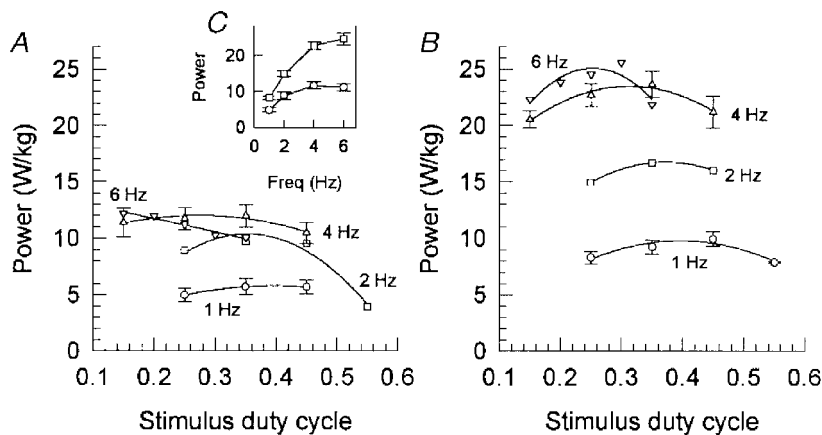 A
C
B
Power (W/kg)
25
20
15
10
5
0
6 Hz
4 Hz
2 Hz
1 Hz
0.1 0.2 0.3 0.4 0.5 0.6
Stimulus duty cycle
Power
20
10
0
0 2 4 6
Freq (Hz)
Power (W/kg)
25
20
15
10
5
0
6 Hz
4 Hz
2 Hz
1 Hz
0.1 0.2 0.3 0.4 0.5 0.6
Stimulus duty cycle